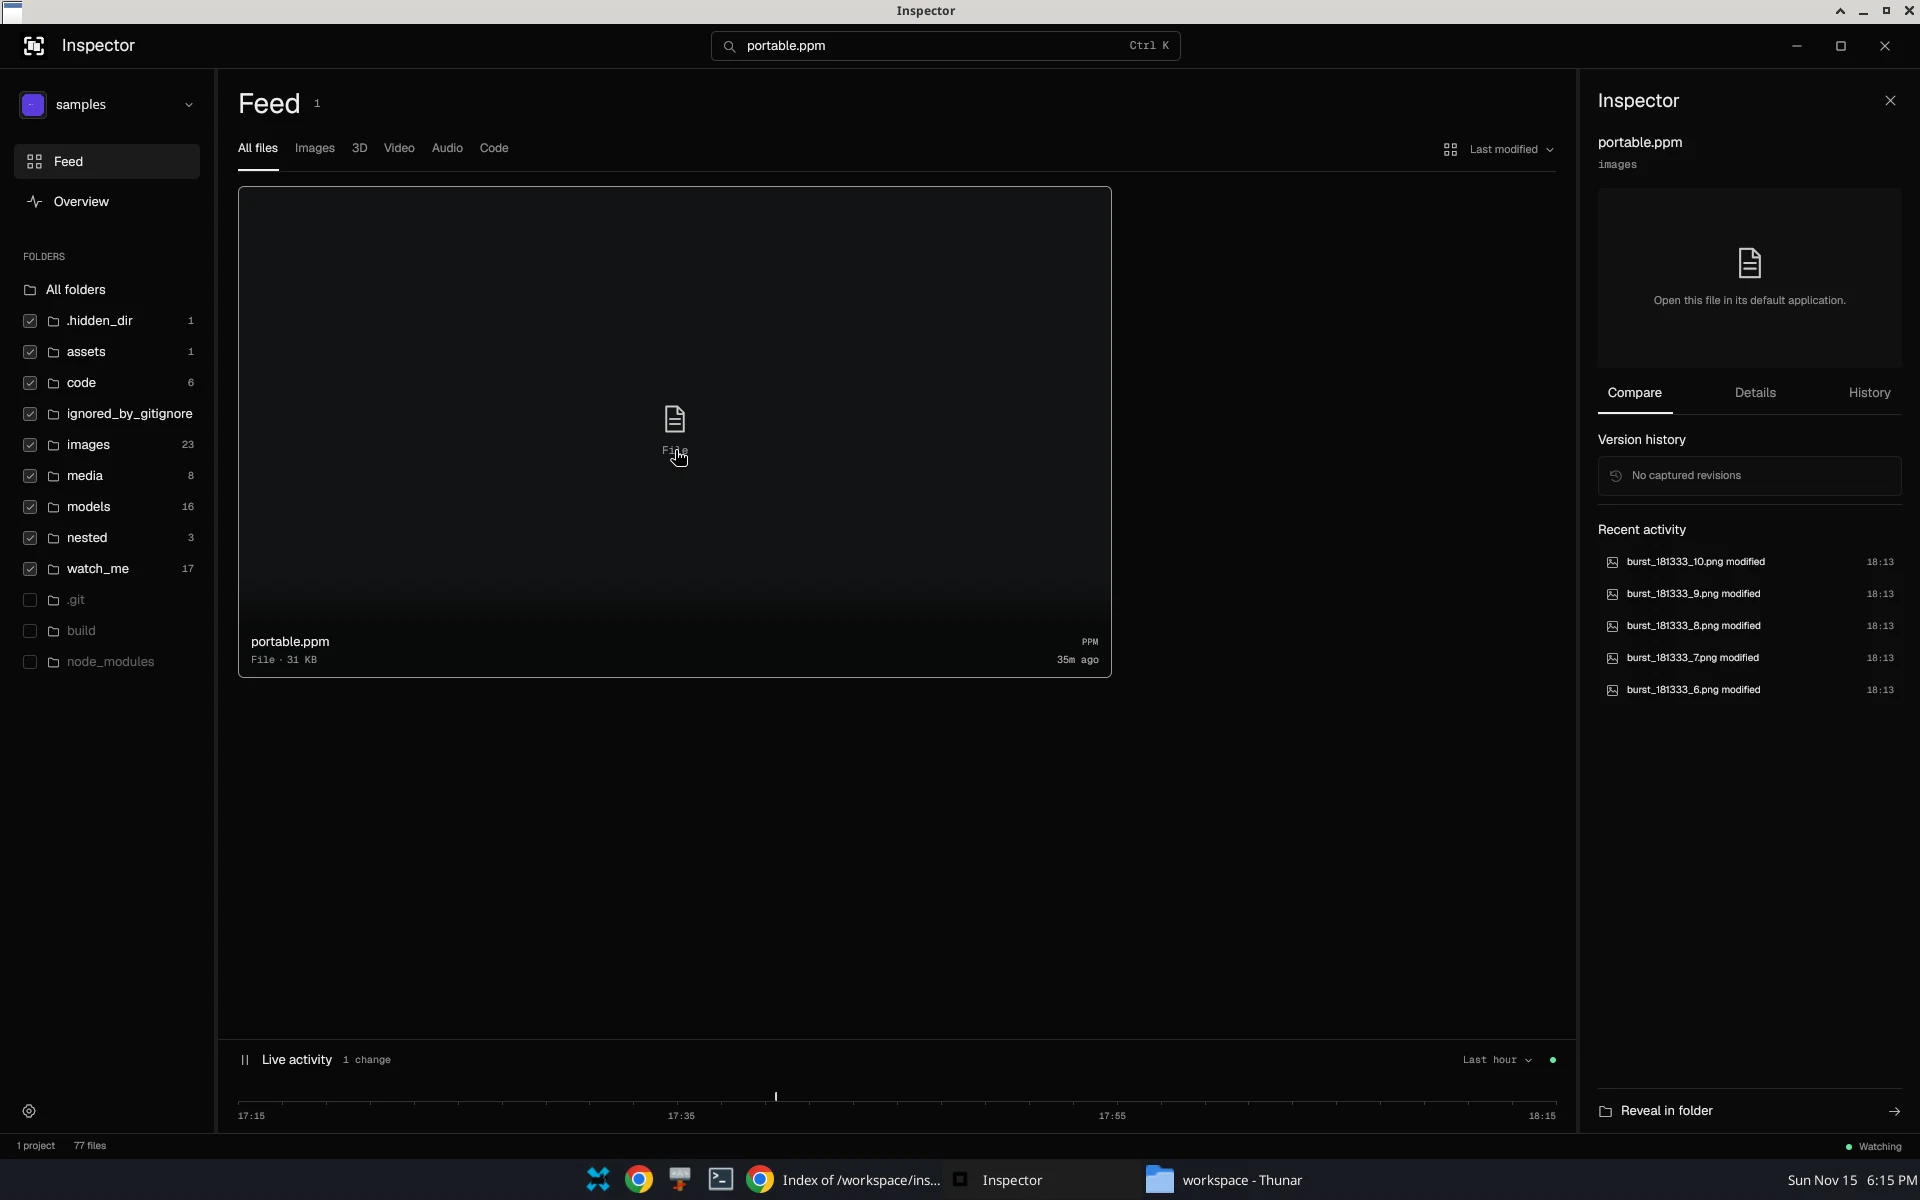 Inspector
Inspector
portable.ppm
Ctrl K
samples
Feed
Overview
FOLDERS
All folders
.hidden_dir 1
assets 1
code 6
ignored_by_gitignore
images 23
media 8
models 16
nested 3
watch_me 17
.git
build
node_modules
Feed 1
All files Images 3D Video Audio Code
Last modified
File
portable.ppm PPM
File · 31 KB 35m ago
Live activity 1 change
Last hour
17:15 17:35 17:55 18:15
Inspector
portable.ppm
images
Open this file in its default application.
Compare Details History
Version history
No captured revisions
Recent activity
burst_181333_10.png modified 18:13
burst_181333_9.png modified 18:13
burst_181333_8.png modified 18:13
burst_181333_7.png modified 18:13
burst_181333_6.png modified 18:13
Reveal in folder
1 project 77 files
Watching
Index of /workspace/ins...
Inspector
workspace - Thunar
Sun Nov 15 6:15 PM